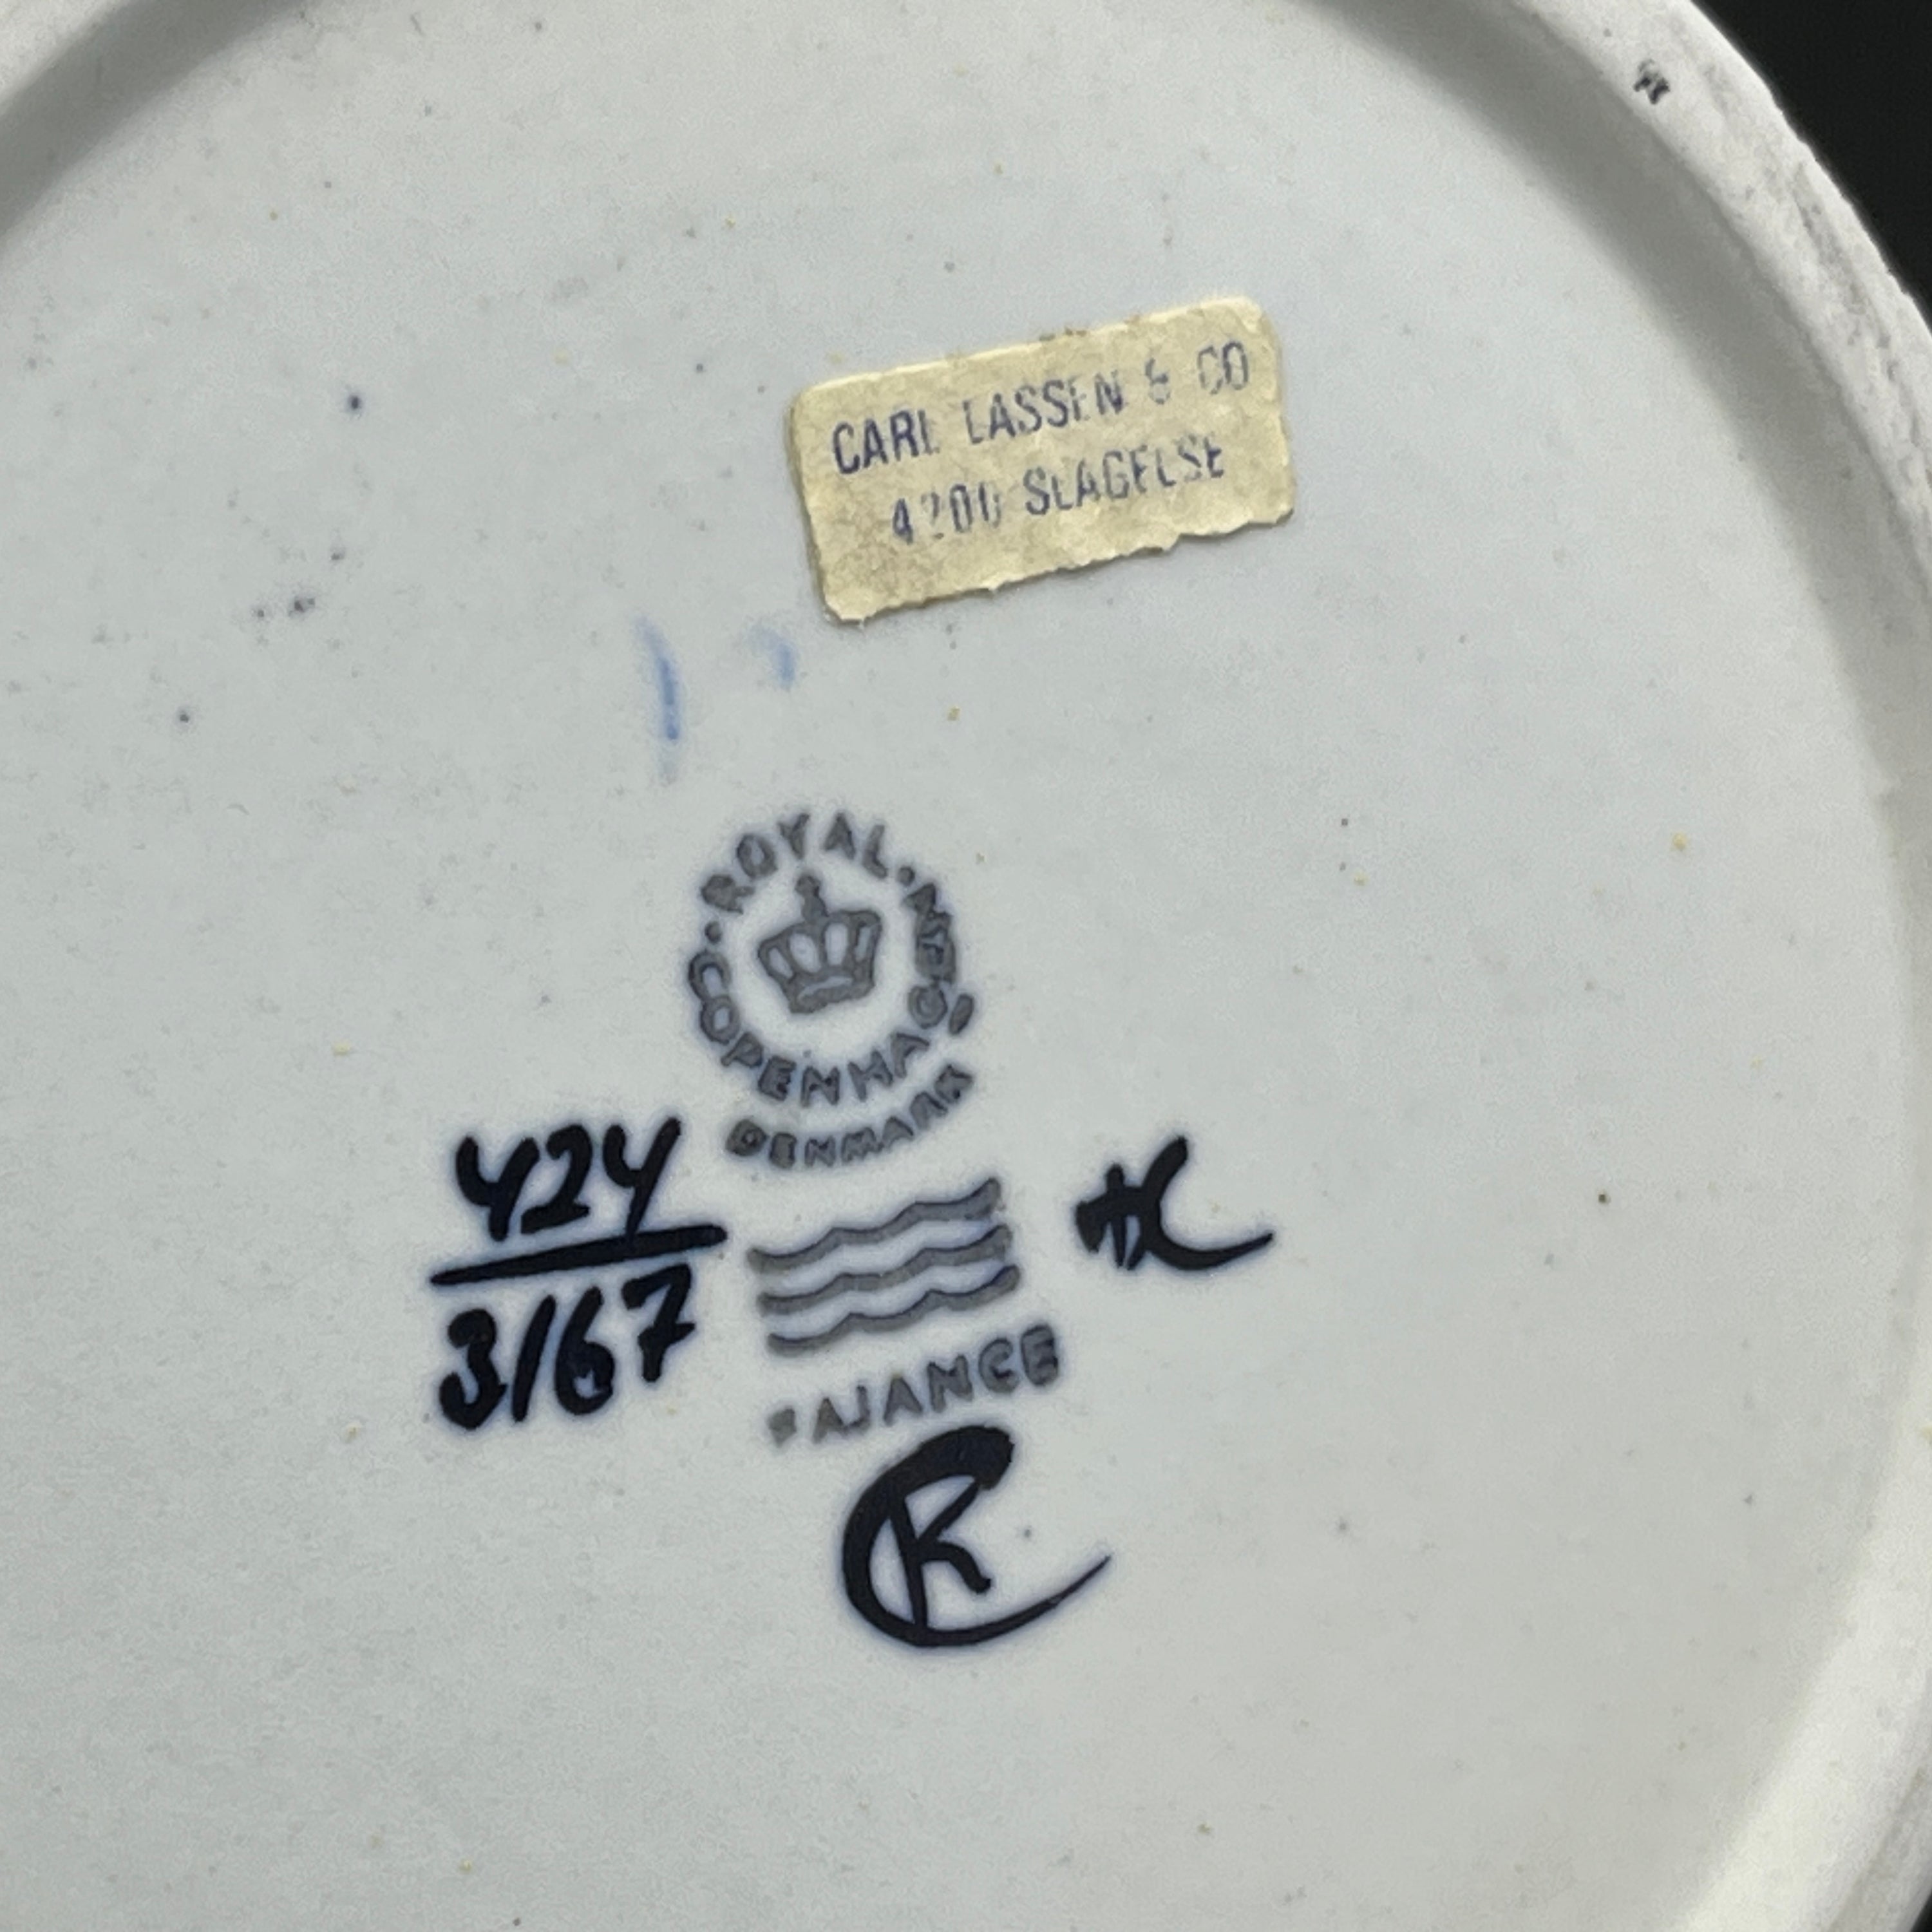 CARL LASSEN & CO
4200 SLAGELSE
ROYAL · COPENHAGEN ·
DENMARK
424
3167
FAJANCE